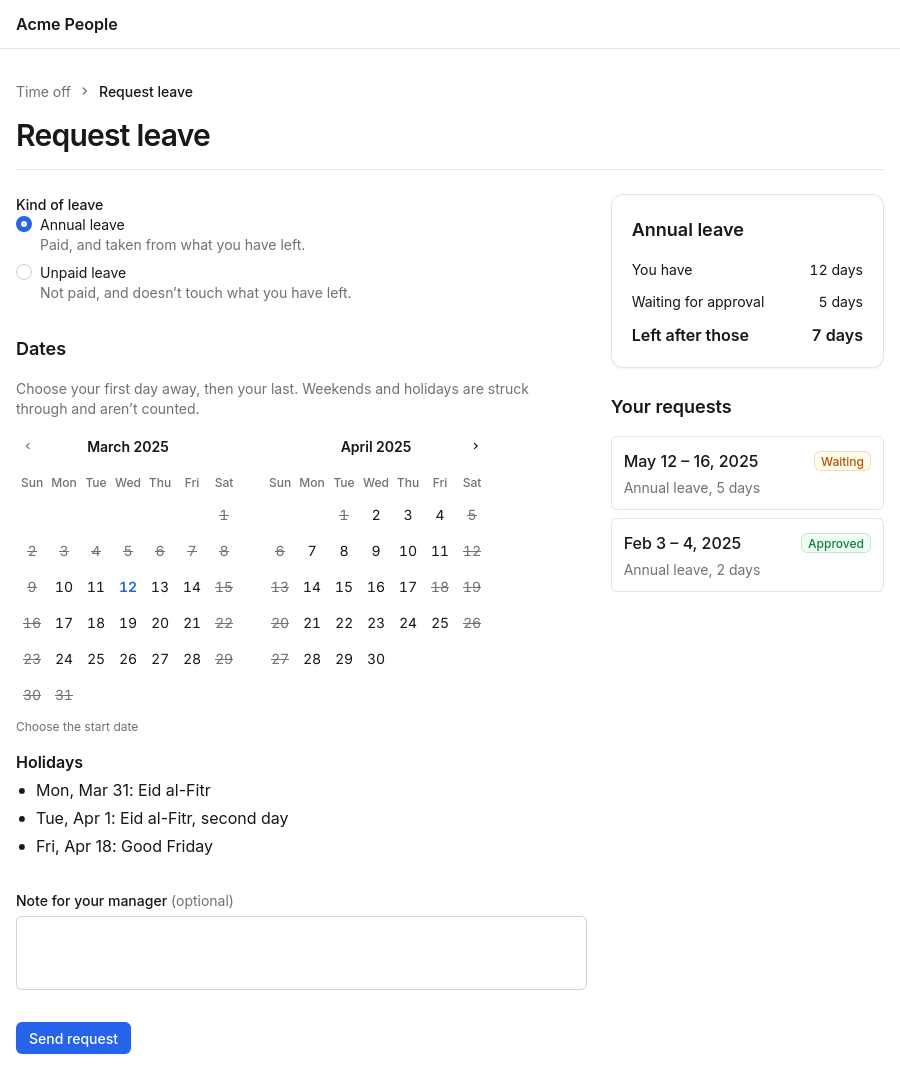 Acme People
Time off › Request leave
Request leave
Kind of leave
Annual leave
Paid, and taken from what you have left.
Unpaid leave
Not paid, and doesn’t touch what you have left.
Dates
Choose your first day away, then your last. Weekends and holidays are struck
through and aren’t counted.
March 2025
Sun Mon Tue Wed Thu Fri Sat
1
2 3 4 5 6 7 8
9 10 11 12 13 14 15
16 17 18 19 20 21 22
23 24 25 26 27 28 29
30 31
April 2025
Sun Mon Tue Wed Thu Fri Sat
1 2 3 4 5
6 7 8 9 10 11 12
13 14 15 16 17 18 19
20 21 22 23 24 25 26
27 28 29 30
Choose the start date
Holidays
Mon, Mar 31: Eid al-Fitr
Tue, Apr 1: Eid al-Fitr, second day
Fri, Apr 18: Good Friday
Note for your manager (optional)
Send request
Annual leave
You have 12 days
Waiting for approval 5 days
Left after those 7 days
Your requests
May 12 – 16, 2025 Waiting
Annual leave, 5 days
Feb 3 – 4, 2025 Approved
Annual leave, 2 days